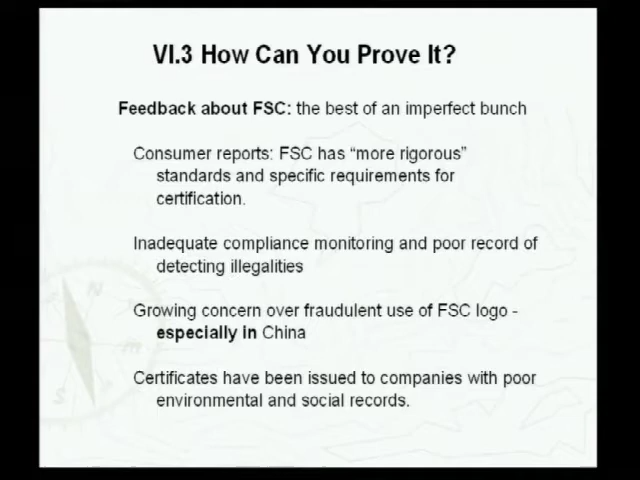 VI.3 How Can You Prove It?
Feedback about FSC: the best of an imperfect bunch
Consumer reports: FSC has “more rigorous”
standards and specific requirements for
certification.
Inadequate compliance monitoring and poor record of
detecting illegalities
Growing concern over fraudulent use of FSC logo -
especially in China
Certificates have been issued to companies with poor
environmental and social records.
N
m
S